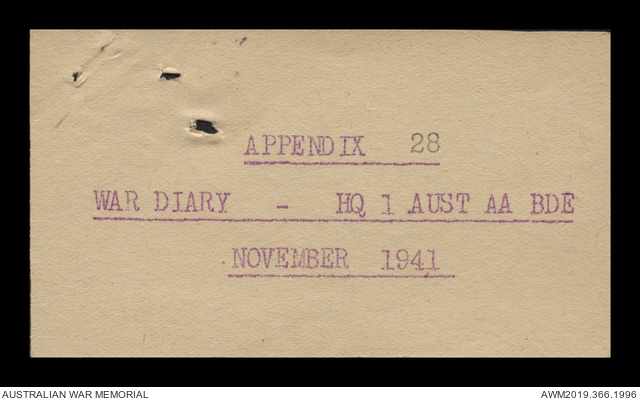 APPENDIX 28
WAR DIARY - HQ 1 AUST AA BDE
NOVEMBER 1941
AUSTRALIAN WAR MEMORIAL AWM2019.366.1996